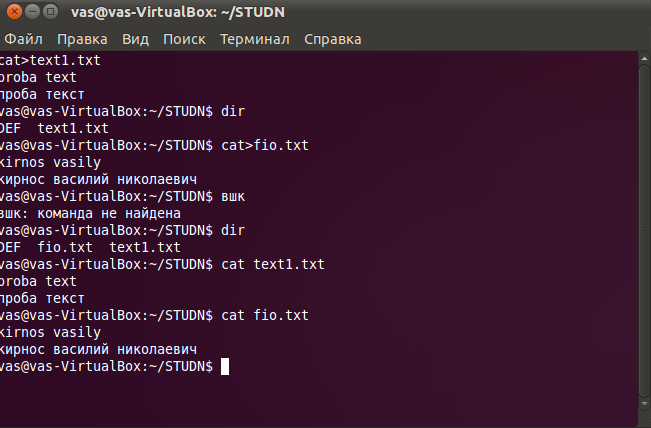 vas@vas-VirtualBox: ~/STUDN
Файл Правка Вид Поиск Терминал Справка
cat>text1.txt
proba text
проба текст
vas@vas-VirtualBox:~/STUDN$ dir
DEF  text1.txt
vas@vas-VirtualBox:~/STUDN$ cat>fio.txt
kirnos vasily
кирнос василий николаевич
vas@vas-VirtualBox:~/STUDN$ вшк
вшк: команда не найдена
vas@vas-VirtualBox:~/STUDN$ dir
DEF  fio.txt  text1.txt
vas@vas-VirtualBox:~/STUDN$ cat text1.txt
proba text
проба текст
vas@vas-VirtualBox:~/STUDN$ cat fio.txt
kirnos vasily
кирнос василий николаевич
vas@vas-VirtualBox:~/STUDN$